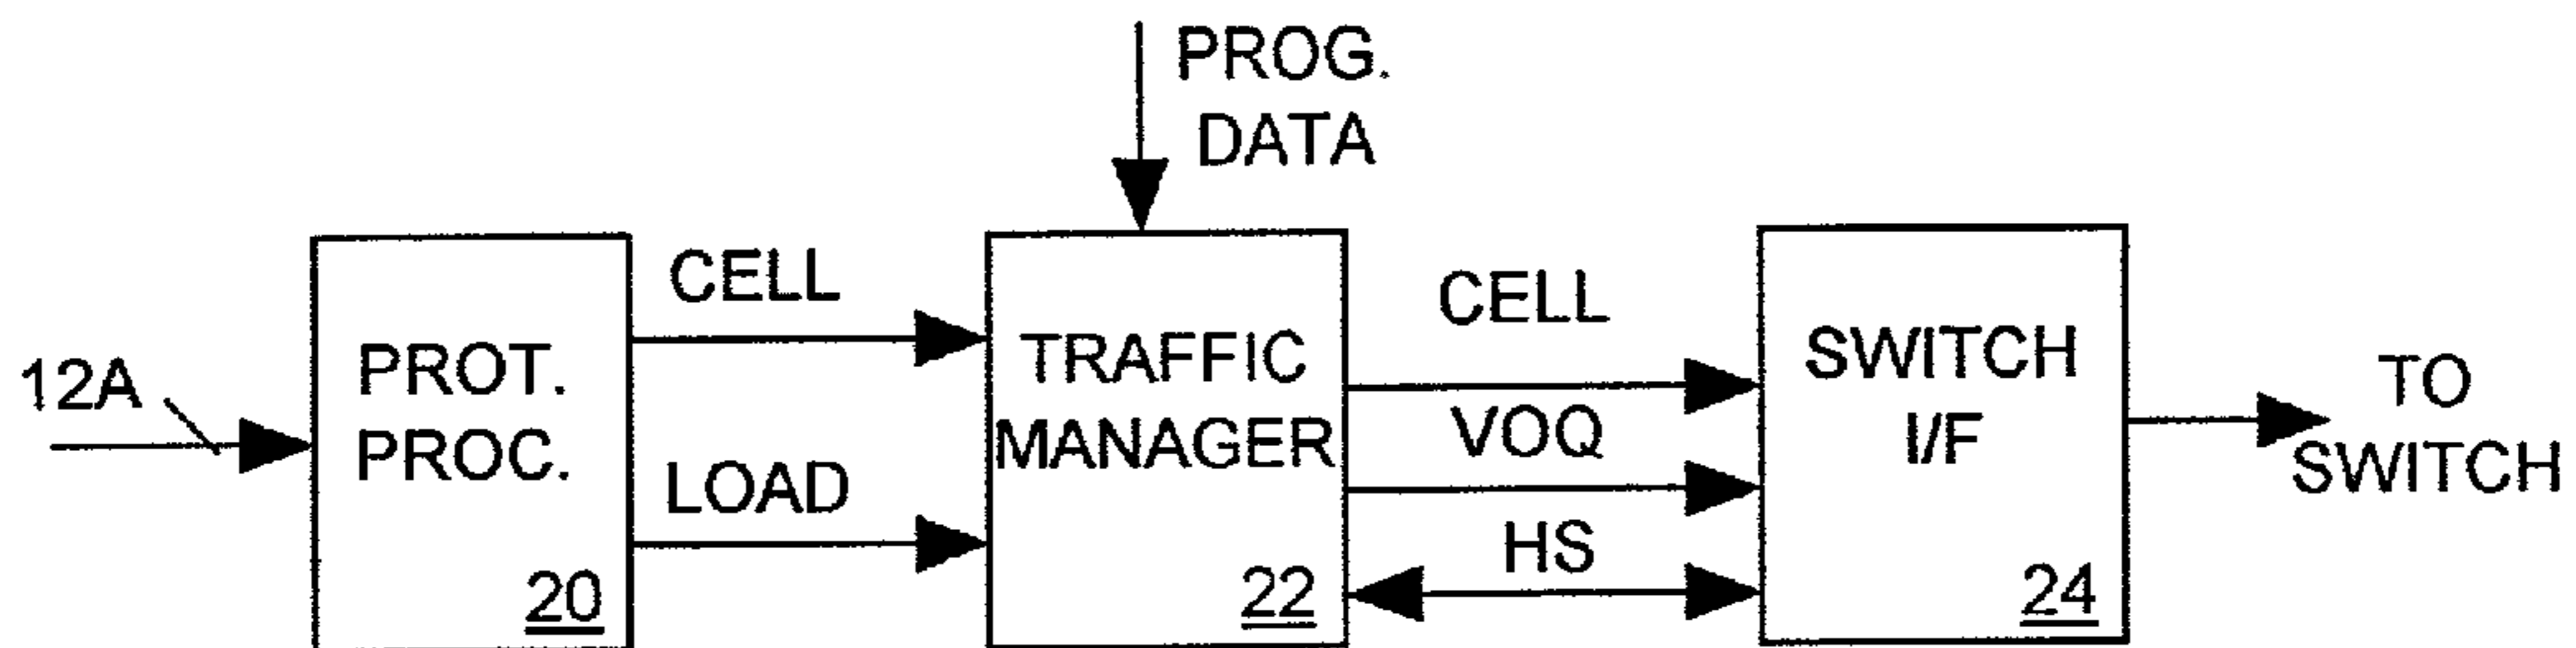 PROG.
DATA
12A
PROT.
PROC.
20
CELL
LOAD
TRAFFIC
MANAGER
22
CELL
VOQ
HS
SWITCH
I/F
24
TO
SWITCH